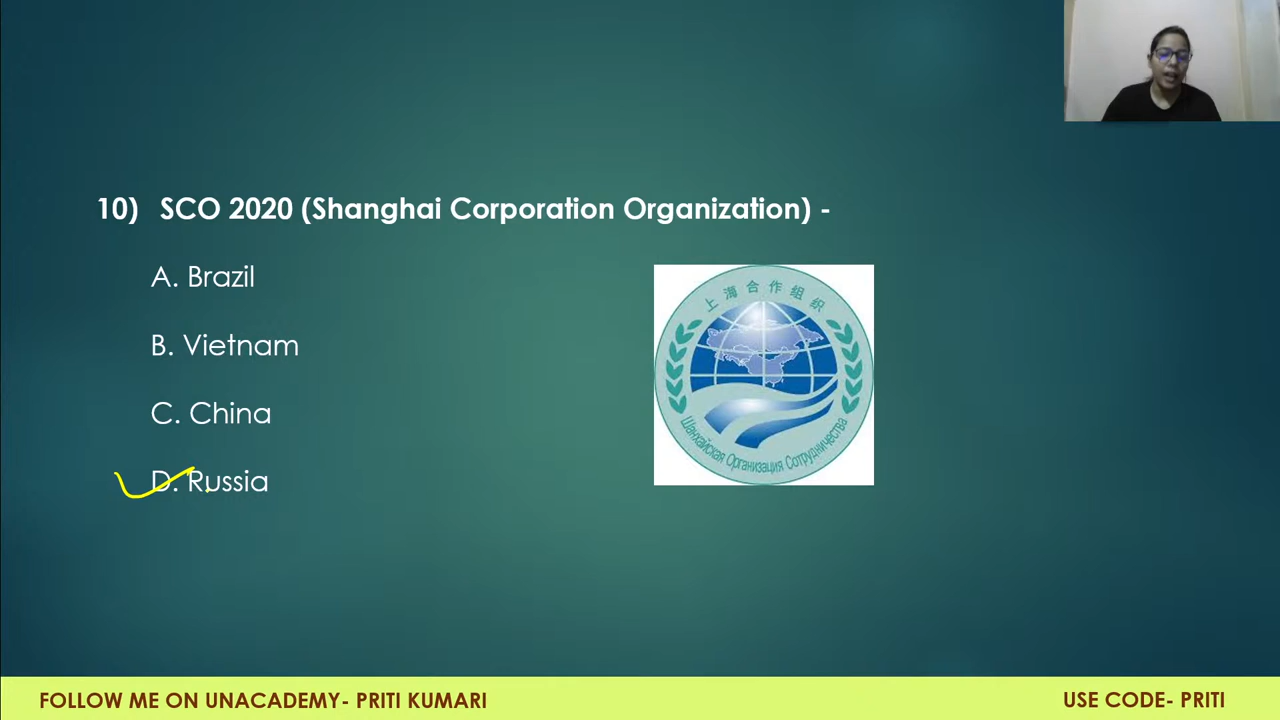 10) SCO 2020 (Shanghai Corporation Organization) -
A. Brazil
B. Vietnam
C. China
D. Russia
上海合作组织
Шанхайская Организация Сотрудничества
FOLLOW ME ON UNACADEMY- PRITI KUMARI
USE CODE- PRITI